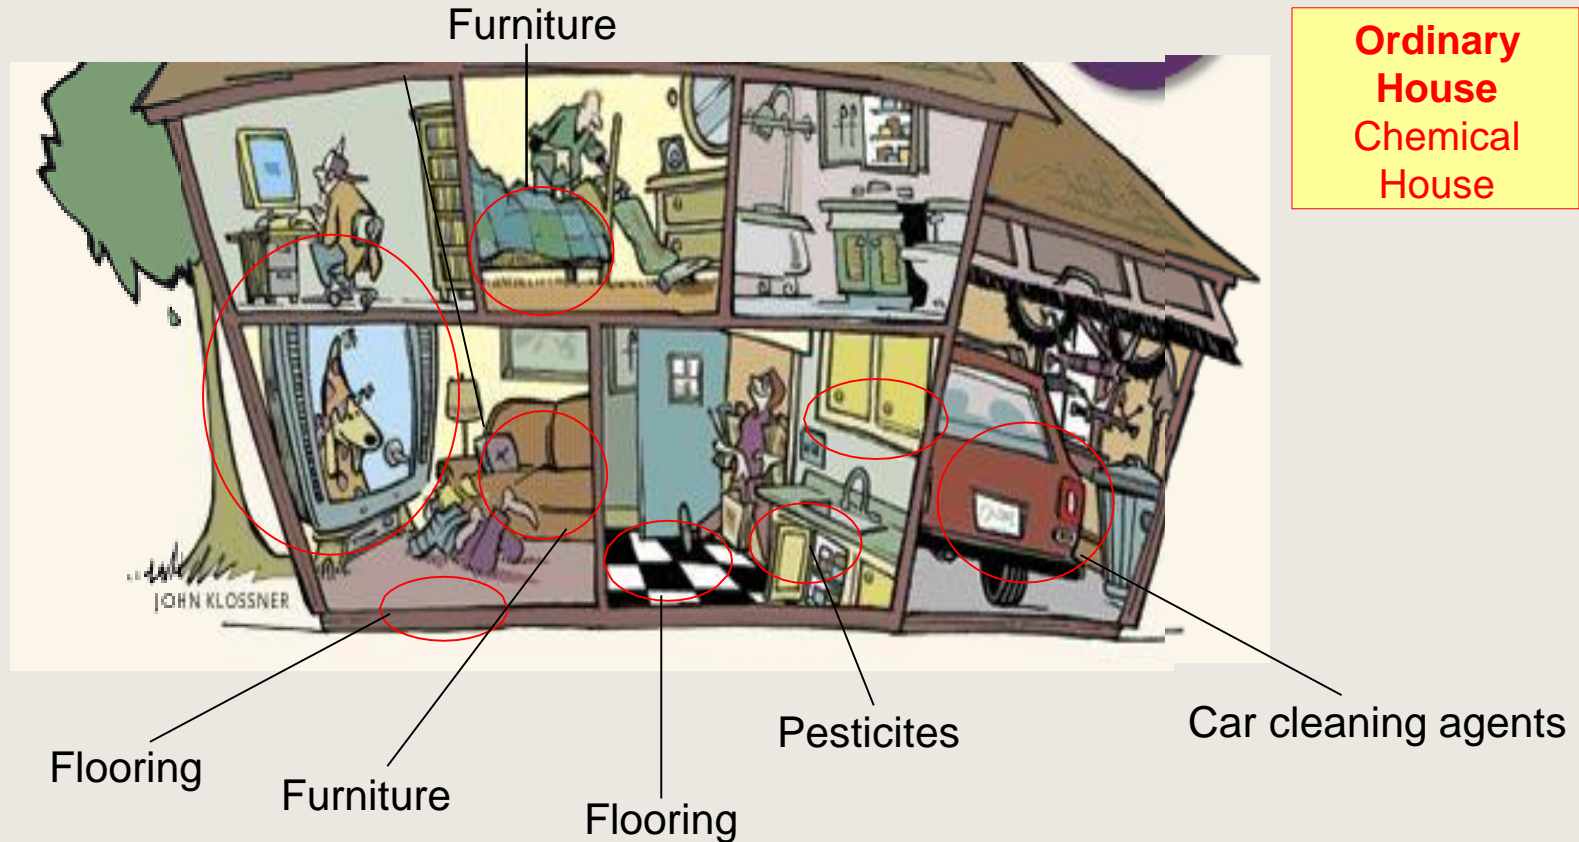 Furniture
Ordinary
House
Chemical
House
JOHN KLOSSNER
Pesticites
Car cleaning agents
Flooring
Furniture
Flooring